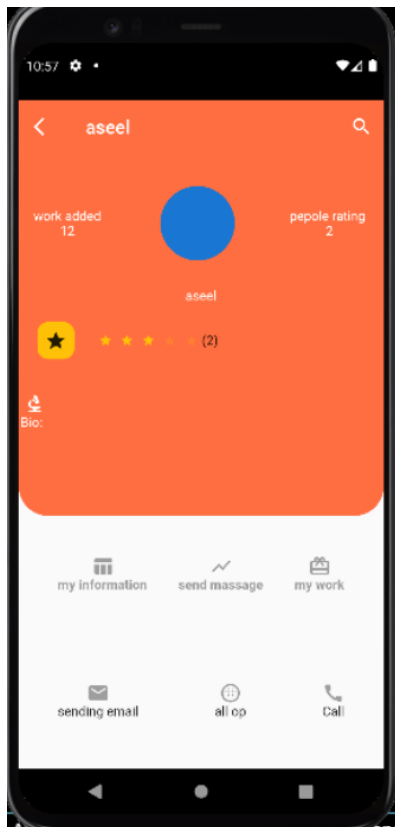 10:57
aseel
work added
12
pepole rating
2
aseel
(2)
Bio:
my information
send massage
my work
sending email
all op
Call